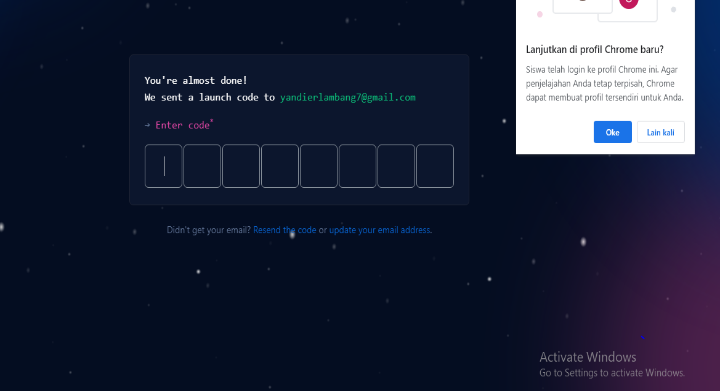 You're almost done!
We sent a launch code to yandierlambang7@gmail.com
→ Enter code*
Didn't get your email? Resend the code or update your email address.
Lanjutkan di profil Chrome baru?
Siswa telah login ke profil Chrome ini. Agar
penjelajahan Anda tetap terpisah, Chrome
dapat membuat profil tersendiri untuk Anda.
Oke
Lain kali
Activate Windows
Go to Settings to activate Windows.